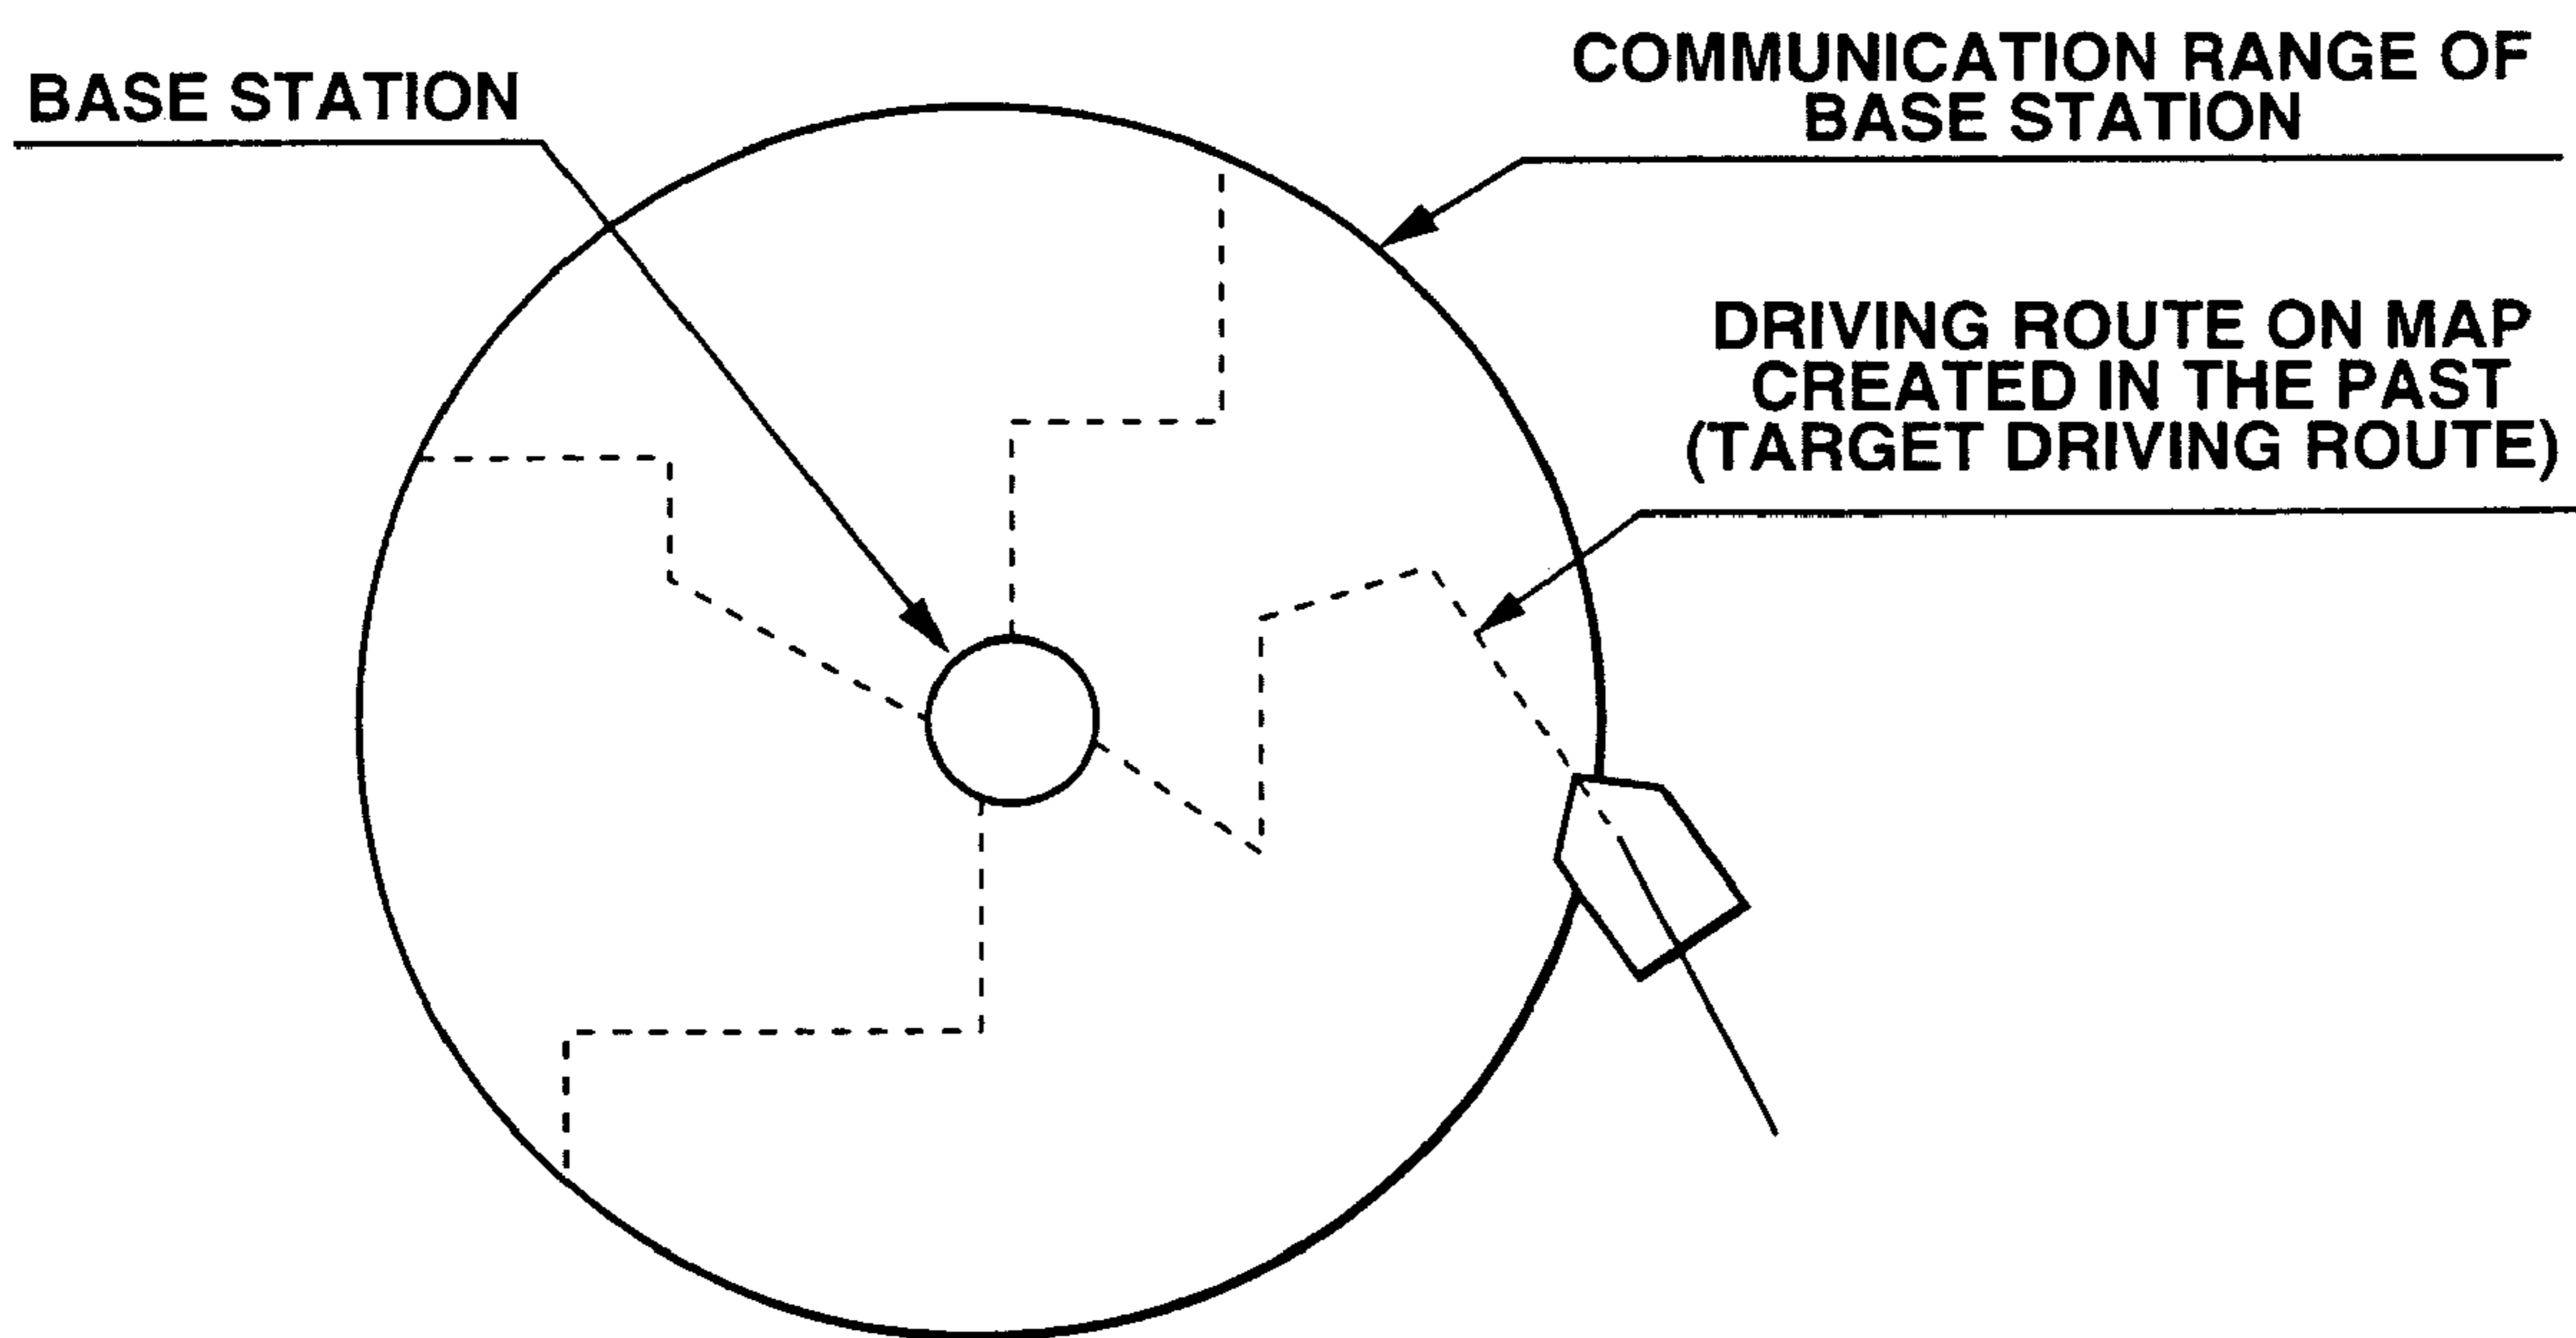 BASE STATION
COMMUNICATION RANGE OF
BASE STATION
DRIVING ROUTE ON MAP
CREATED IN THE PAST
(TARGET DRIVING ROUTE)